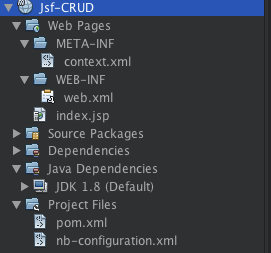 Jsf-CRUD
Web Pages
META-INF
context.xml
WEB-INF
web.xml
index.jsp
Source Packages
Dependencies
Java Dependencies
JDK 1.8 (Default)
Project Files
pom.xml
nb-configuration.xml